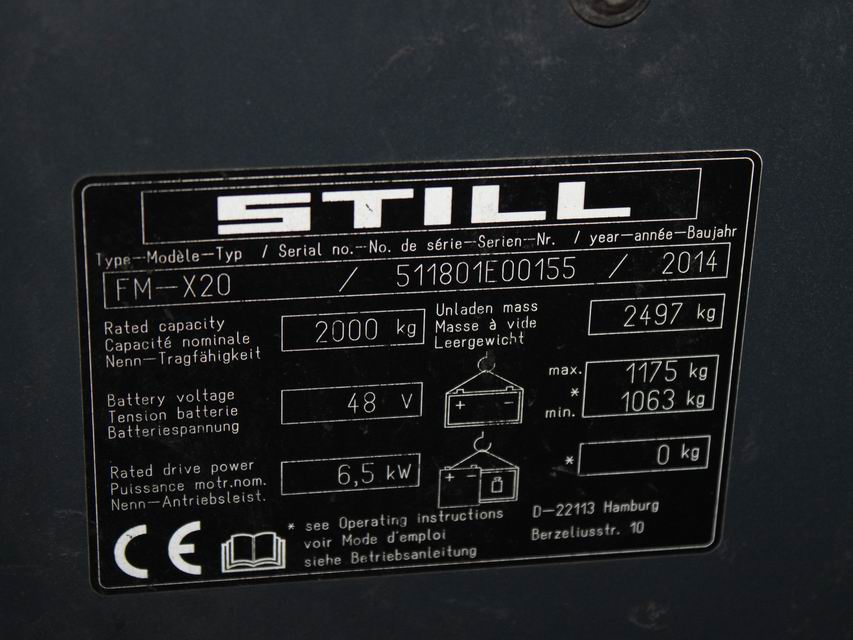 STILL
Type–Modèle–Typ / Serial no.–No. de série–Serien–Nr. / year–année–Baujahr
FM–X20 / 511801E00155 / 2014
Rated capacity
Capacité nominale
Nenn–Tragfähigkeit
2000 kg
Unladen mass
Masse à vide
Leergewicht
2497 kg
Battery voltage
Tension batterie
Batteriespannung
48 V
+ –
max. 1175 kg
*
min. 1063 kg
Rated drive power
Puissance motr.nom.
Nenn–Antriebsleist.
6,5 kW
+ –
* 0 kg
CE
* see Operating instructions
voir Mode d'emploi
siehe Betriebsanleitung
D–22113 Hamburg
Berzeliusstr. 10